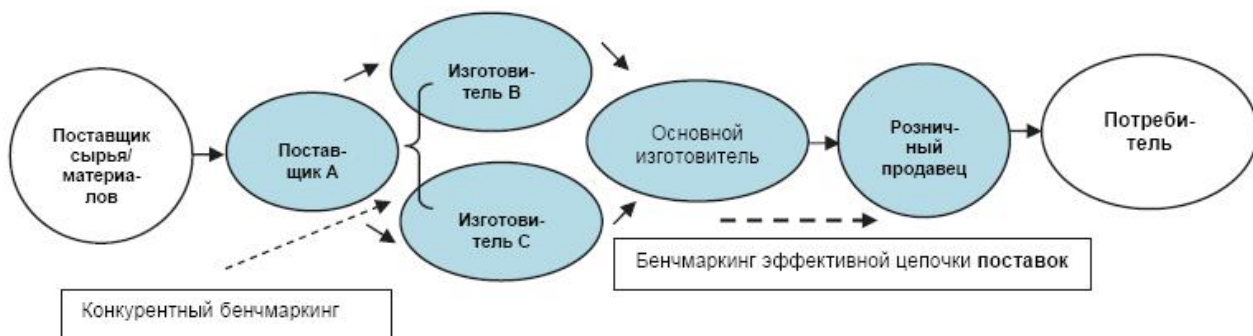 Поставщик
сырья/
материа-
лов
Постав-
щик А
Изготови-
тель В
Изготови-
тель С
Основной
изготовитель
Рознич-
ный
продавец
Потреби-
тель
Конкурентный бенчмаркинг
Бенчмаркинг эффективной цепочки поставок